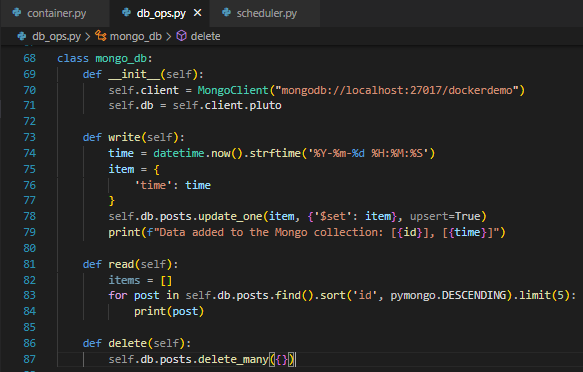 container.py db_ops.py × scheduler.py
db_ops.py > mongo_db > delete
68 class mongo_db:
69     def __init__(self):
70         self.client = MongoClient("mongodb://localhost:27017/dockerdemo")
71         self.db = self.client.pluto
72
73     def write(self):
74         time = datetime.now().strftime('%Y-%m-%d %H:%M:%S')
75         item = {
76             'time': time
77         }
78         self.db.posts.update_one(item, {'$set': item}, upsert=True)
79         print(f"Data added to the Mongo collection: [{id}], [{time}]")
80
81     def read(self):
82         items = []
83         for post in self.db.posts.find().sort('id', pymongo.DESCENDING).limit(5):
84             print(post)
85
86     def delete(self):
87         self.db.posts.delete_many({})